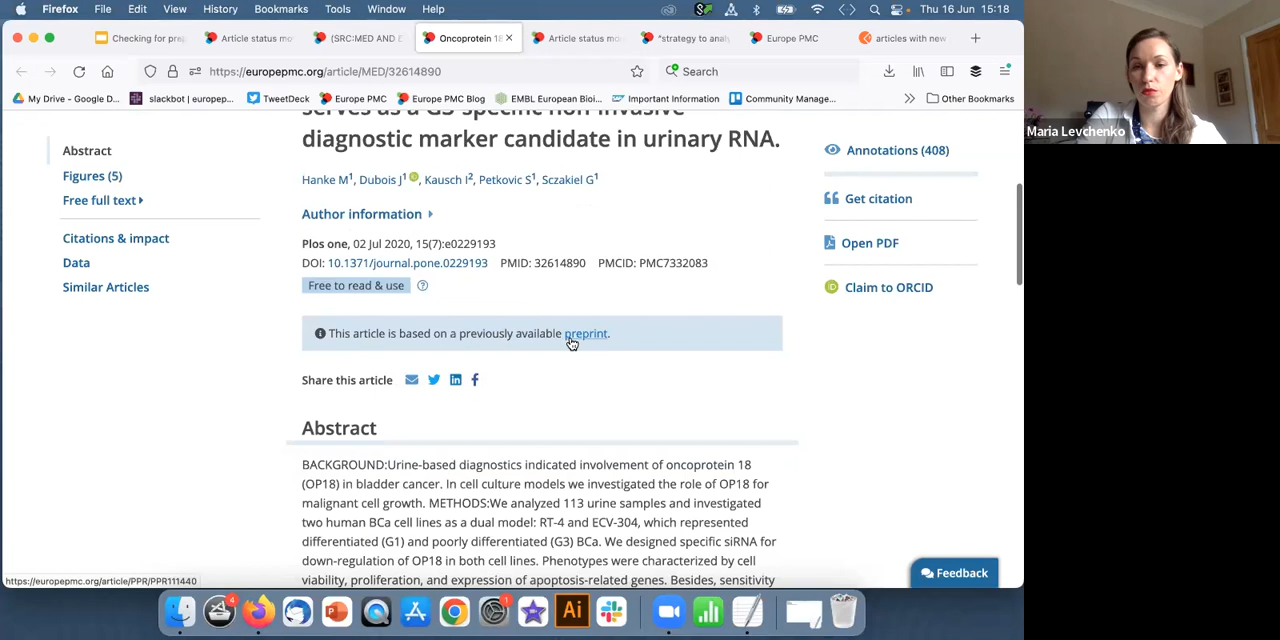 Firefox File Edit View History Bookmarks Tools Window Help Thu 16 Jun 15:18
Checking for pre Article status mo (SRC:MED AND Oncoprotein 18 Article status mo "strategy to anal Europe PMC articles with new
https://europepmc.org/article/MED/32614890 Search
My Drive - Google D... slackbot | europep... TweetDeck Europe PMC Europe PMC Blog EMBL European Bioi... Important Information Community Manage... Other Bookmarks
Maria Levchenko
diagnostic marker candidate in urinary RNA.
Abstract
Figures (5)
Free full text
Citations & impact
Data
Similar Articles
Hanke M1, Dubois J1, Kausch I2, Petkovic S1, Sczakiel G1
Author information
Plos one, 02 Jul 2020, 15(7):e0229193
DOI: 10.1371/journal.pone.0229193 PMID: 32614890 PMCID: PMC7332083
Free to read & use ?
This article is based on a previously available preprint.
Share this article
Abstract
BACKGROUND:Urine-based diagnostics indicated involvement of oncoprotein 18
(OP18) in bladder cancer. In cell culture models we investigated the role of OP18 for
malignant cell growth. METHODS:We analyzed 113 urine samples and investigated
two human BCa cell lines as a dual model: RT-4 and ECV-304, which represented
differentiated (G1) and poorly differentiated (G3) BCa. We designed specific siRNA for
down-regulation of OP18 in both cell lines. Phenotypes were characterized by cell
viability, proliferation, and expression of apoptosis-related genes. Besides, sensitivity
Annotations (408)
Get citation
Open PDF
Claim to ORCID
Feedback
https://europepmc.org/article/PPR/PPR111440
4
1
Ai